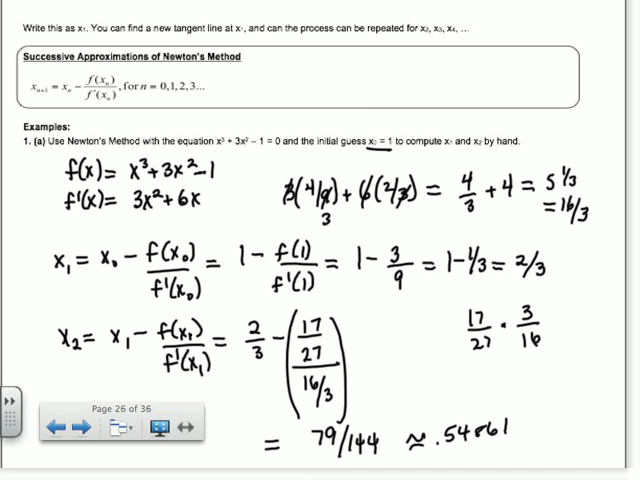 Write this as x₁. You can find a new tangent line at x₁, and can the process can be repeated for x₂, x₃, x₄, …
Successive Approximations of Newton's Method
xₙ₊₁ = xₙ − f(xₙ)/f'(xₙ), for n = 0,1,2,3...
Examples:
1. (a) Use Newton's Method with the equation x³ + 3x² – 1 = 0 and the initial guess x₀ = 1 to compute x₁ and x₂ by hand.
f(x) = x³+3x²-1
f'(x) = 3x²+6x
3(4/9) + 6(2/3) = 4/3 + 4 = 5 1/3
3
= 16/3
x₁ = x₀ - f(x₀)/f'(x₀) = 1 - f(1)/f'(1) = 1 - 3/9 = 1-1/3 = 2/3
x₂ = x₁ - f(x₁)/f'(x₁) = 2/3 - (17/27 / 16/3)
17/27 · 3/16
Page 26 of 36
= 79/144 ≈ .54861